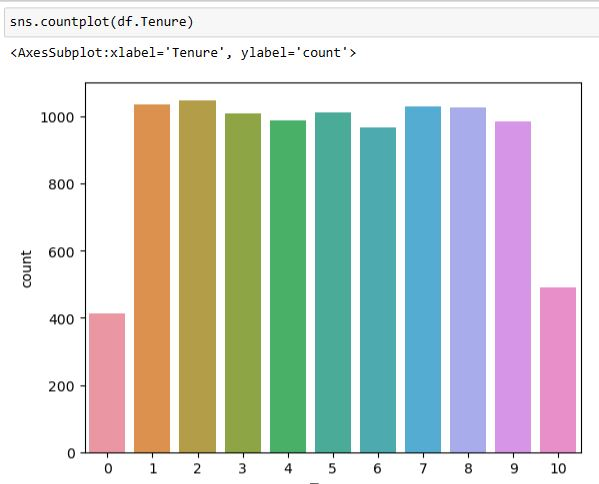 sns.countplot(df.Tenure)
<AxesSubplot:xlabel='Tenure', ylabel='count'>
1000
800
600
400
200
0
count
0 1 2 3 4 5 6 7 8 9 10